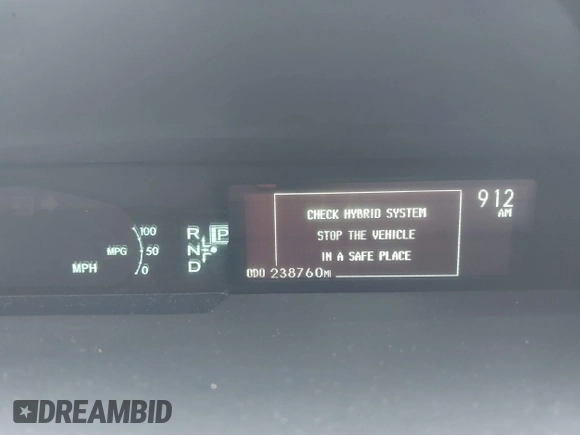 912
AM
CHECK HYBRID SYSTEM
STOP THE VEHICLE
IN A SAFE PLACE
ODO 238760MI
100
50
0
MPG
MPH
R
P
N
D
DREAMBID